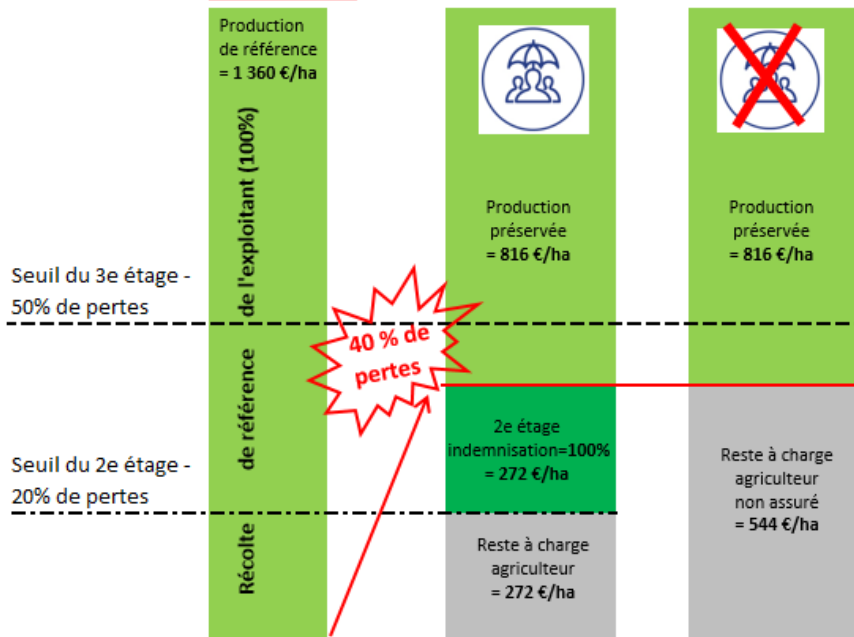 Production
de référence
= 1 360 €/ha
Récolte de référence de l'exploitant (100%)
Production
préservée
= 816 €/ha
Production
préservée
= 816 €/ha
Seuil du 3e étage -
50% de pertes
40 % de
pertes
2e étage
indemnisation=100%
= 272 €/ha
Seuil du 2e étage -
20% de pertes
Reste à charge
agriculteur
non assuré
= 544 €/ha
Reste à charge
agriculteur
= 272 €/ha